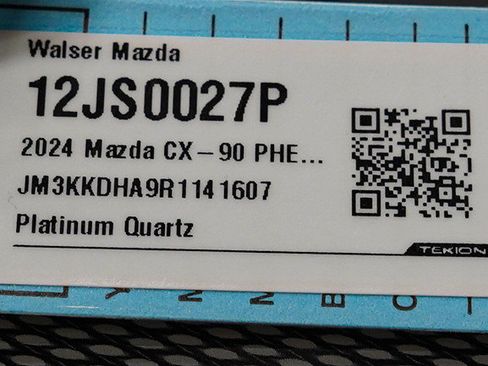 Walser Mazda
12JS0027P
2024 Mazda CX-90 PHE...
JM3KKDHA9R1141607
Platinum Quartz
TEKION